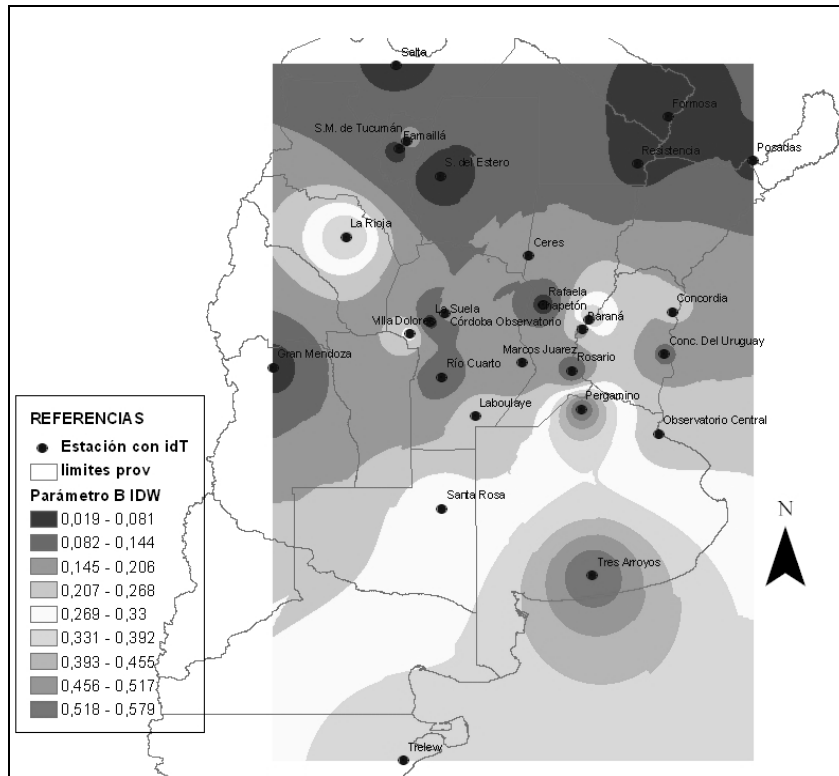 Salta
Formosa
S.M. de Tucumán
Famaillá
Resistencia
Posadas
S. del Estero
La Rioja
Ceres
Rafaela
Concordia
La Suela
Villa Dolores
Córdoba Observatorio
Paraná
Conc. Del Uruguay
Gran Mendoza
Marcos Juarez
Rosario
Río Cuarto
Pergamino
Laboulaye
Observatorio Central
Santa Rosa
Tres Arroyos
Trelew
N
REFERENCIAS
Estación con idT
limites prov
Parámetro B IDW
0,019 - 0,081
0,082 - 0,144
0,145 - 0,206
0,207 - 0,268
0,269 - 0,33
0,331 - 0,392
0,393 - 0,455
0,456 - 0,517
0,518 - 0,579